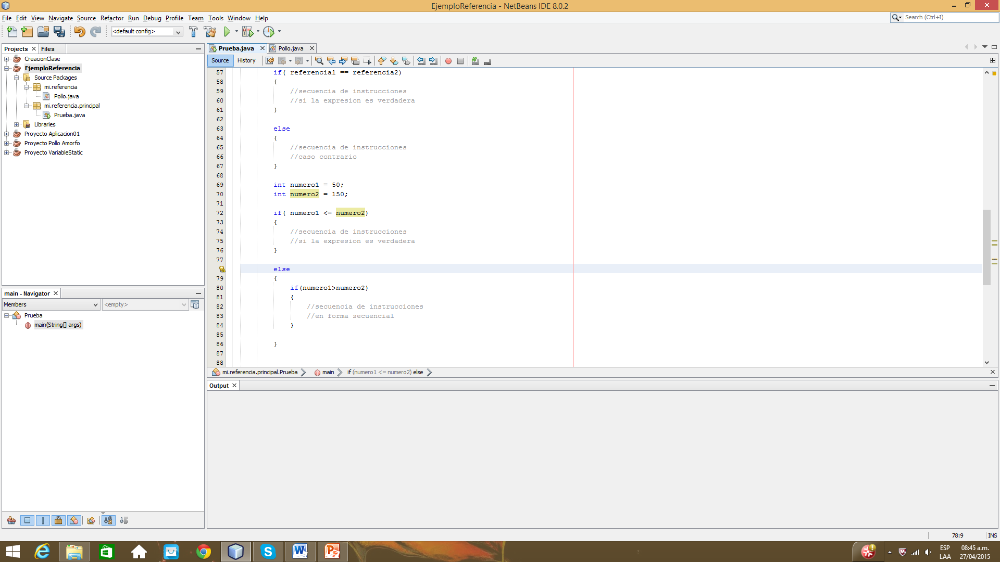 EjemploReferencia - NetBeans IDE 8.0.2
File Edit View Navigate Source Refactor Run Debug Profile Team Tools Window Help
Search (Ctrl+I)
<default config>
Projects Files
CreacionClase
EjemploReferencia
Source Packages
mi.referencia
Pollo.java
mi.referencia.principal
Prueba.java
Libraries
Proyecto Aplicacion01
Proyecto Pollo Amorfo
Proyecto VariableStatic
main - Navigator
Members <empty>
Prueba
main(String[] args)
Prueba.java Pollo.java
Source History
57 if( referencia1 == referencia2)
58 {
59 //secuencia de instrucciones
60 //si la expresion es verdadera
61 }
62
63 else
64 {
65 //secuencia de instrucciones
66 //caso contrario
67 }
68
69 int numero1 = 50;
70 int numero2 = 150;
71
72 if( numero1 <= numero2)
73 {
74 //secuencia de instrucciones
75 //si la expresion es verdadera
76 }
77
else
79 {
80 if(numero1>numero2)
81 {
82 //secuencia de instrucciones
83 //en forma secuencial
84 }
85
86 }
87
88
mi.referencia.principal.Prueba main if (numero1 <= numero2) else
Output
78:9 INS
ESP 08:45 a.m.
LAA 27/04/2015